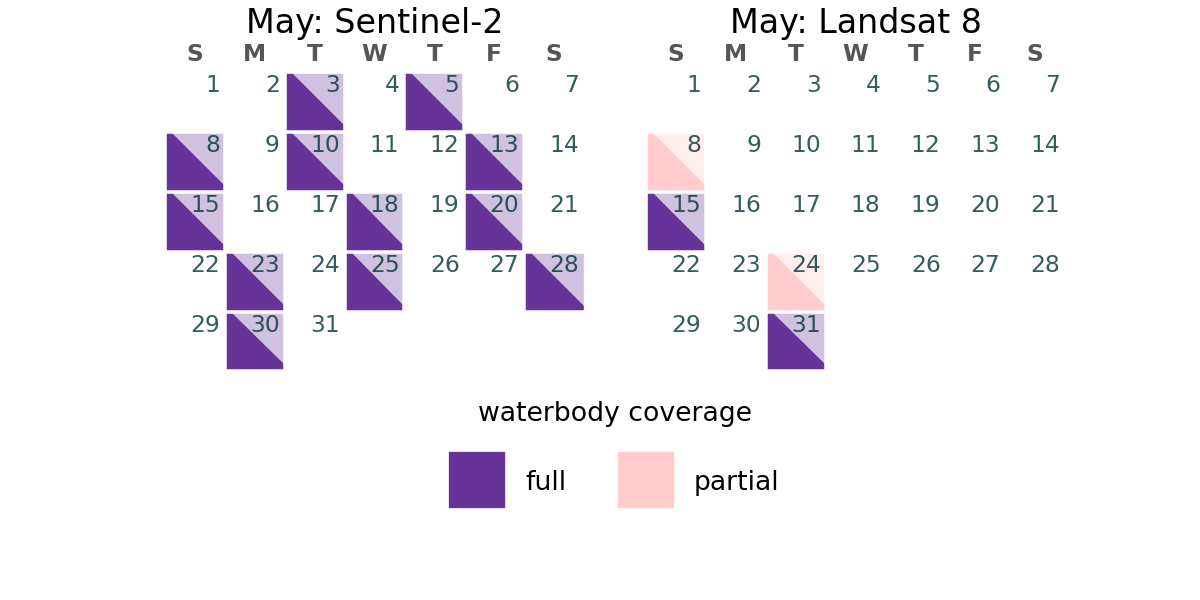 May: Sentinel-2
S M T W T F S
1 2 3 4 5 6 7
8 9 10 11 12 13 14
15 16 17 18 19 20 21
22 23 24 25 26 27 28
29 30 31
May: Landsat 8
S M T W T F S
1 2 3 4 5 6 7
8 9 10 11 12 13 14
15 16 17 18 19 20 21
22 23 24 25 26 27 28
29 30 31
waterbody coverage
full partial